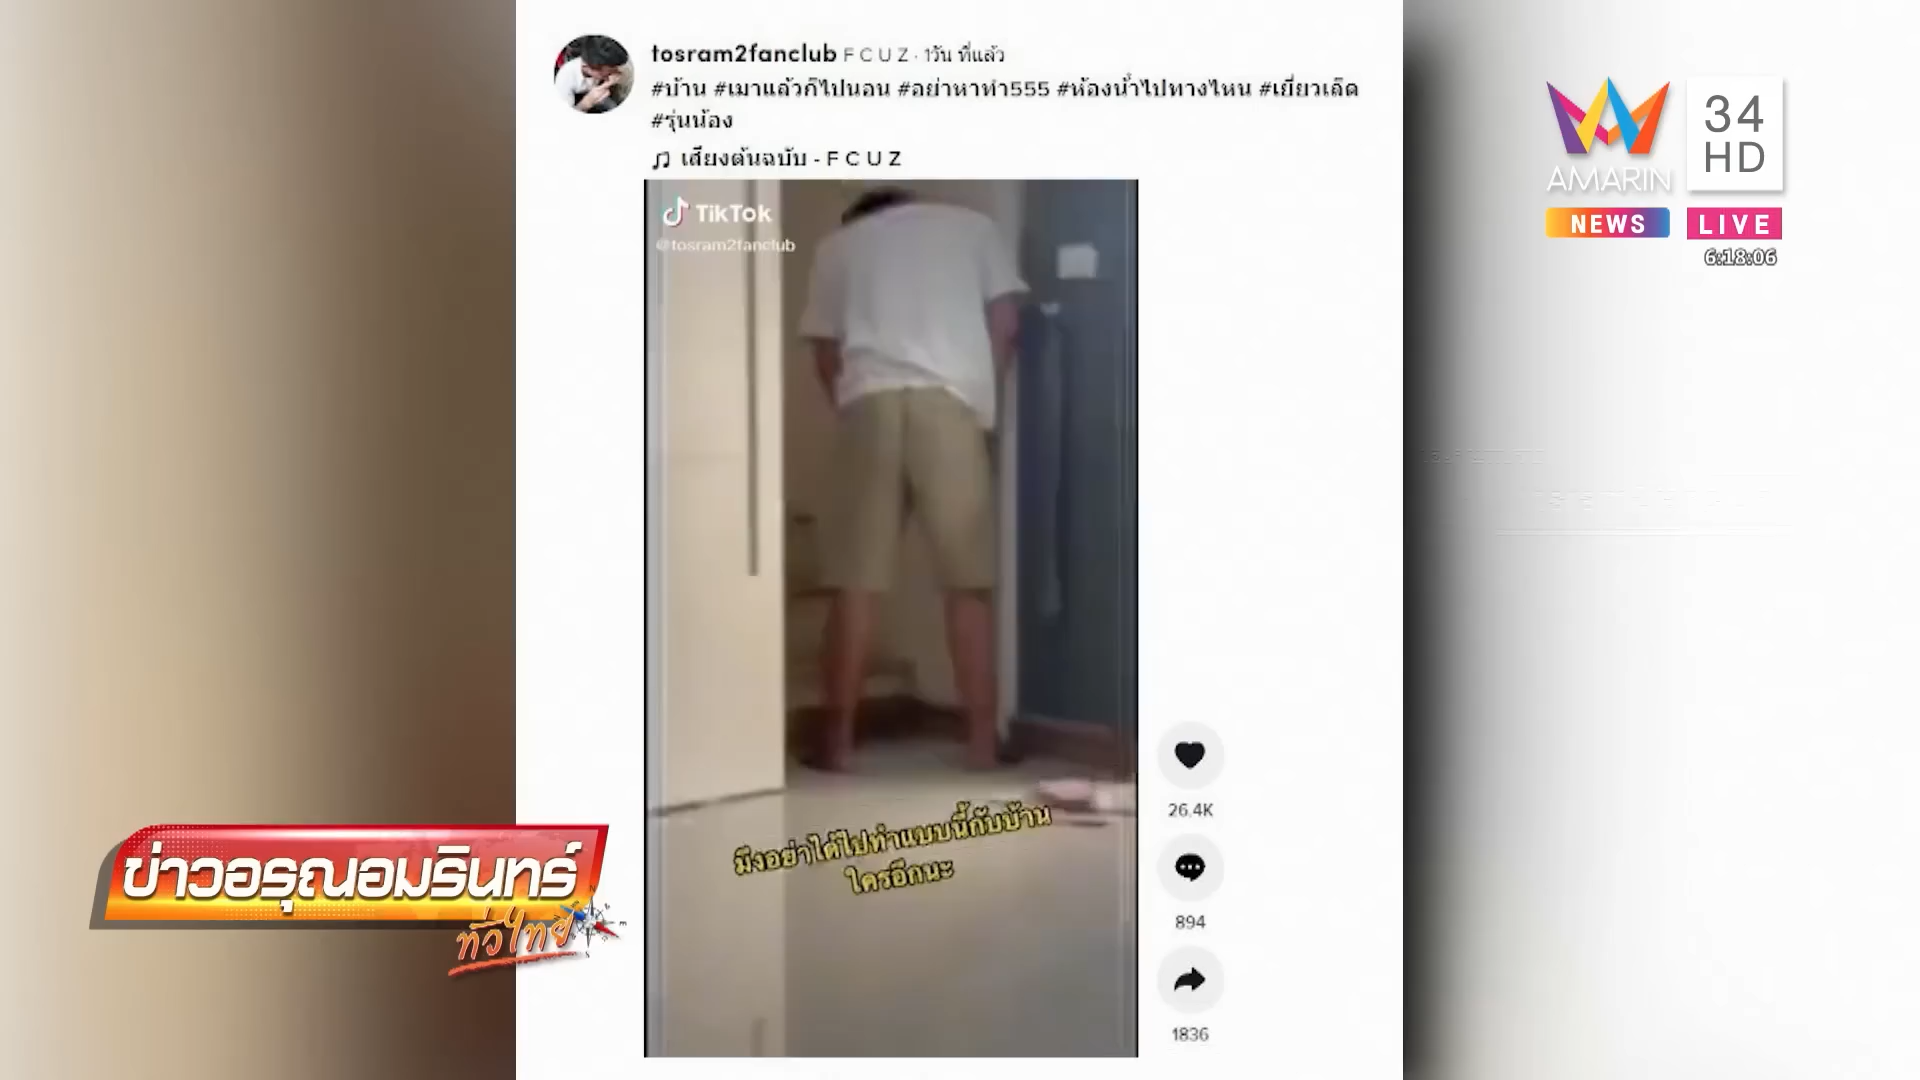 tosram2fanclub F C U Z · 1วัน ที่แล้ว
#บ้าน #เมาแล้วก็ไปนอน #อย่าหาทำ555 #ห้องน้ำไปทางไหน #เยี่ยวเล็ด
#รุ่นน้อง
เสียงต้นฉบับ - F C U Z
TikTok
@tosram2fanclub
มึงอย่าได้ไปทำแบบนี้กับบ้าน
ใครอีกนะ
26.4K
894
1836
AMARIN
34
HD
NEWS
LIVE
6:18:06
ข่าวอรุณอมรินทร์
ทั่วไทย